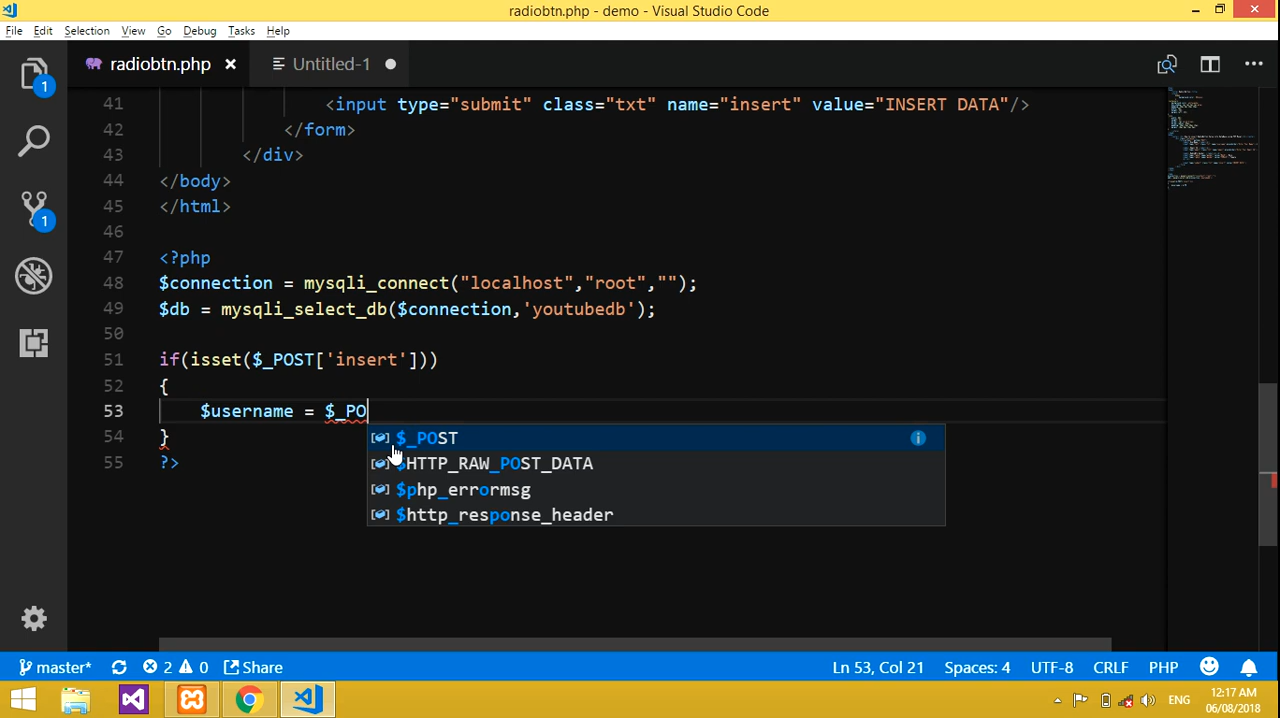 radiobtn.php - demo - Visual Studio Code
File Edit Selection View Go Debug Tasks Help
radiobtn.php × Untitled-1
1
1
41 <input type="submit" class="txt" name="insert" value="INSERT DATA"/>
42 </form>
43 </div>
44 </body>
45 </html>
46
47 <?php
48 $connection = mysqli_connect("localhost","root","");
49 $db = mysqli_select_db($connection,'youtubedb');
50
51 if(isset($_POST['insert']))
52 {
53 $username = $_PO
$_POST
$HTTP_RAW_POST_DATA
$php_errormsg
$http_response_header
54 }
55 ?>
master* 2 0 Share Ln 53, Col 21 Spaces: 4 UTF-8 CRLF PHP
ENG 12:17 AM
06/08/2018